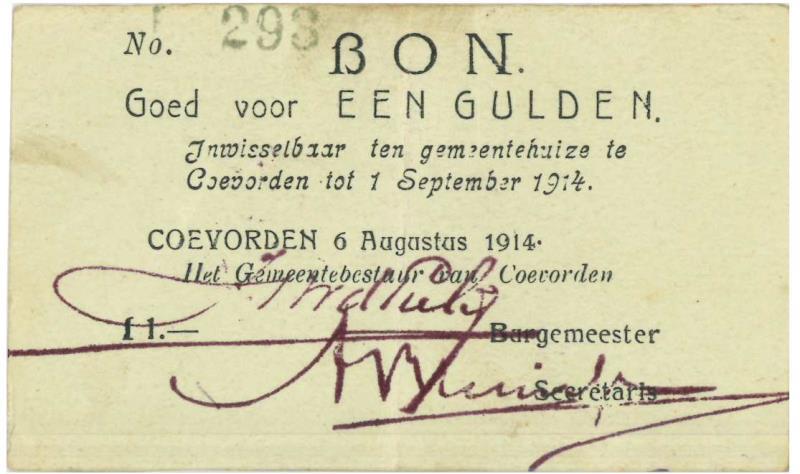 No. 293 BON.
Goed voor EEN GULDEN.
Inwisselbaar ten gemeentehuize te
Coevorden tot 1 September 1914.
COEVORDEN 6 Augustus 1914.
Het Gemeentebestuur van Coevorden
f 1.— Burgemeester
Secretaris